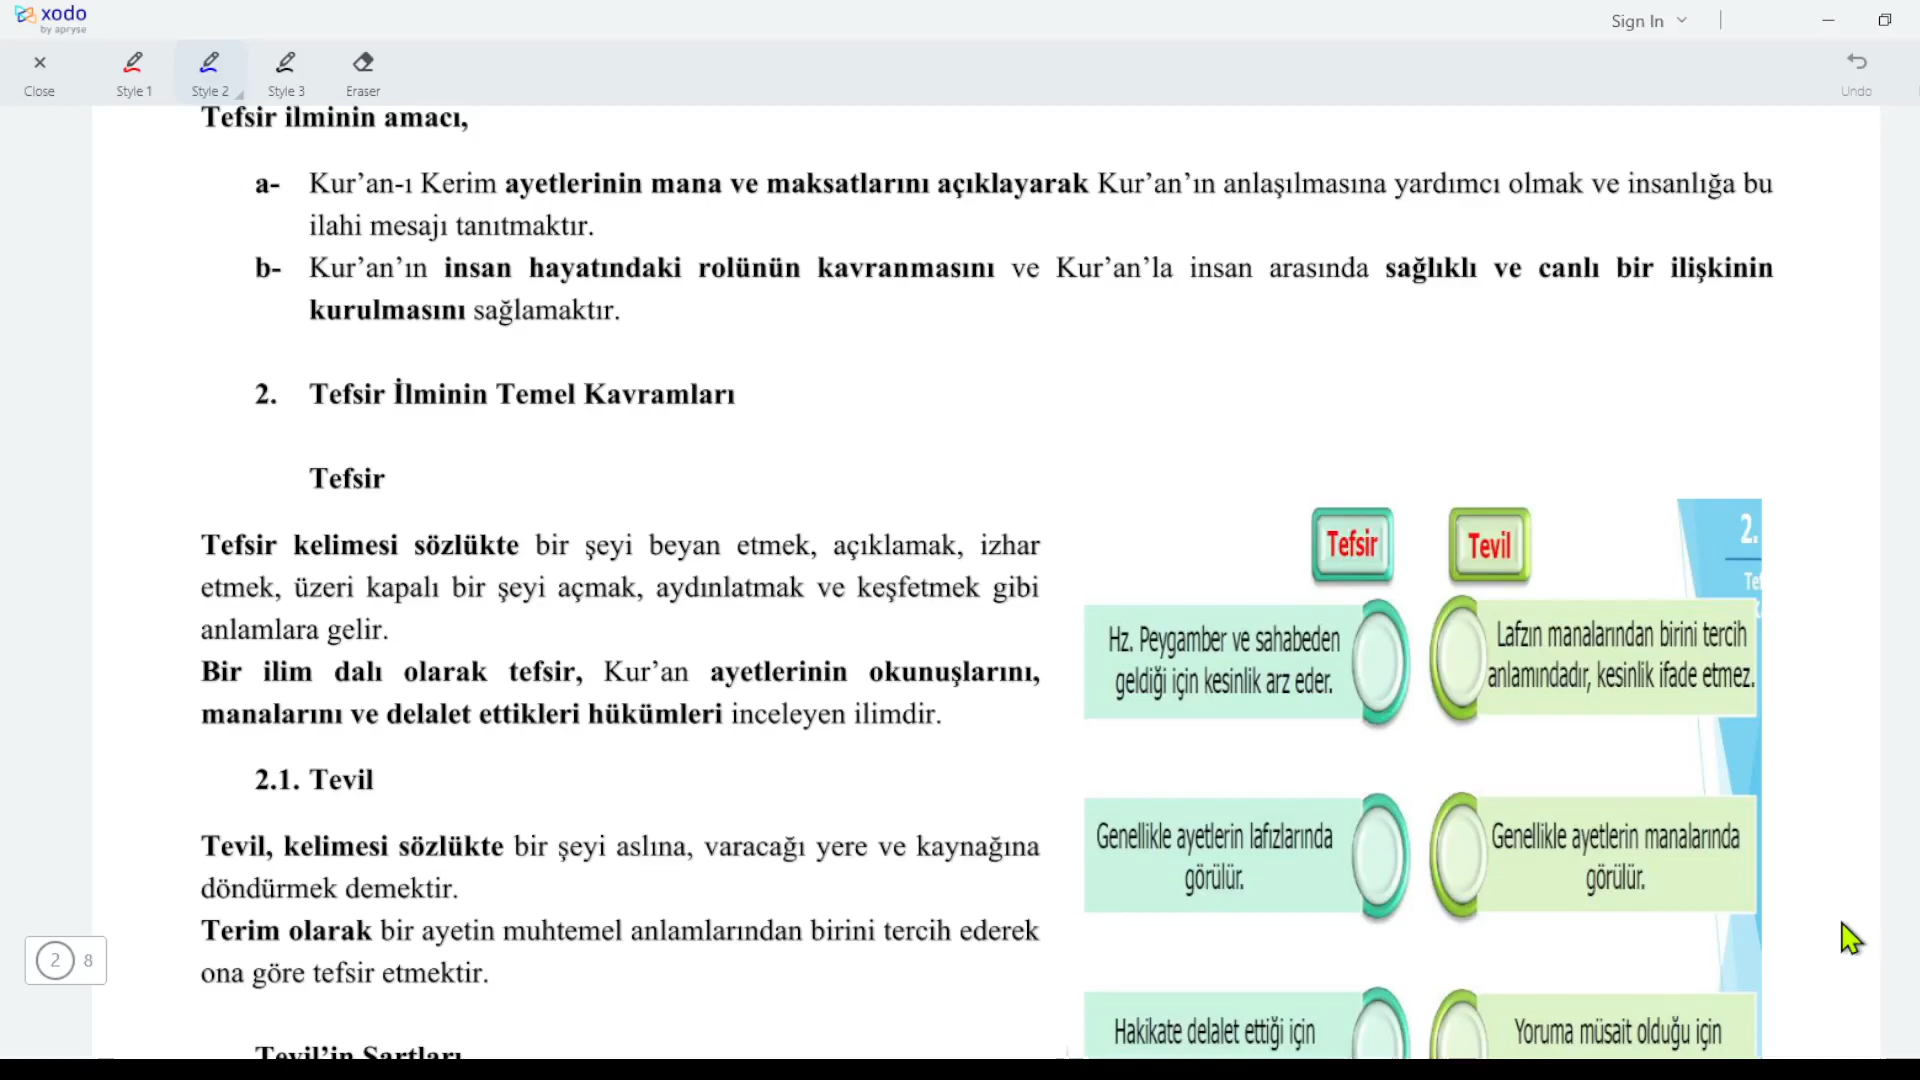 xodo
by apryse
Sign In
Close
Style 1
Style 2
Style 3
Eraser
Undo
Tefsir ilminin amacı,
a- Kur’an-ı Kerim ayetlerinin mana ve maksatlarını açıklayarak Kur’an’ın anlaşılmasına yardımcı olmak ve insanlığa bu
ilahi mesajı tanıtmaktır.
b- Kur’an’ın insan hayatındaki rolünün kavranmasını ve Kur’an’la insan arasında sağlıklı ve canlı bir ilişkinin
kurulmasını sağlamaktır.
2. Tefsir İlminin Temel Kavramları
Tefsir
Tefsir kelimesi sözlükte bir şeyi beyan etmek, açıklamak, izhar
etmek, üzeri kapalı bir şeyi açmak, aydınlatmak ve keşfetmek gibi
anlamlara gelir.
Bir ilim dalı olarak tefsir, Kur’an ayetlerinin okunuşlarını,
manalarını ve delalet ettikleri hükümleri inceleyen ilimdir.
2.1. Tevil
Tevil, kelimesi sözlükte bir şeyi aslına, varacağı yere ve kaynağına
döndürmek demektir.
Terim olarak bir ayetin muhtemel anlamlarından birini tercih ederek
ona göre tefsir etmektir.
Tevil’in Şartları
Tefsir
Tevil
2.
Hz. Peygamber ve sahabeden
geldiği için kesinlik arz eder.
Lafzın manalarından birini tercih
anlamındadır, kesinlik ifade etmez.
Genellikle ayetlerin lafızlarında
görülür.
Genellikle ayetlerin manalarında
görülür.
Hakikate delalet ettiği için
Yoruma müsait olduğu için
2 8